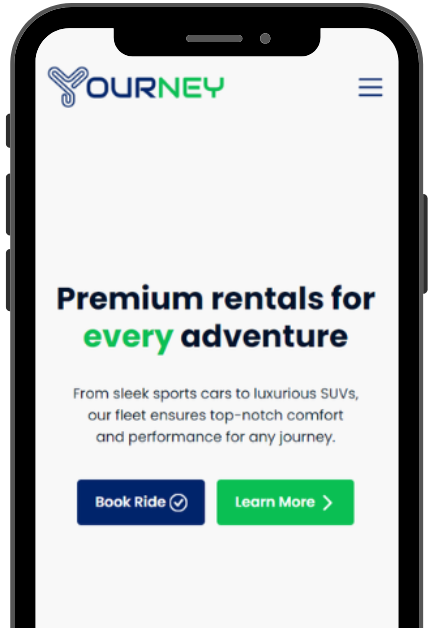 YOURNEY
Premium rentals for
every adventure
From sleek sports cars to luxurious SUVs,
our fleet ensures top-notch comfort
and performance for any journey.
Book Ride
Learn More